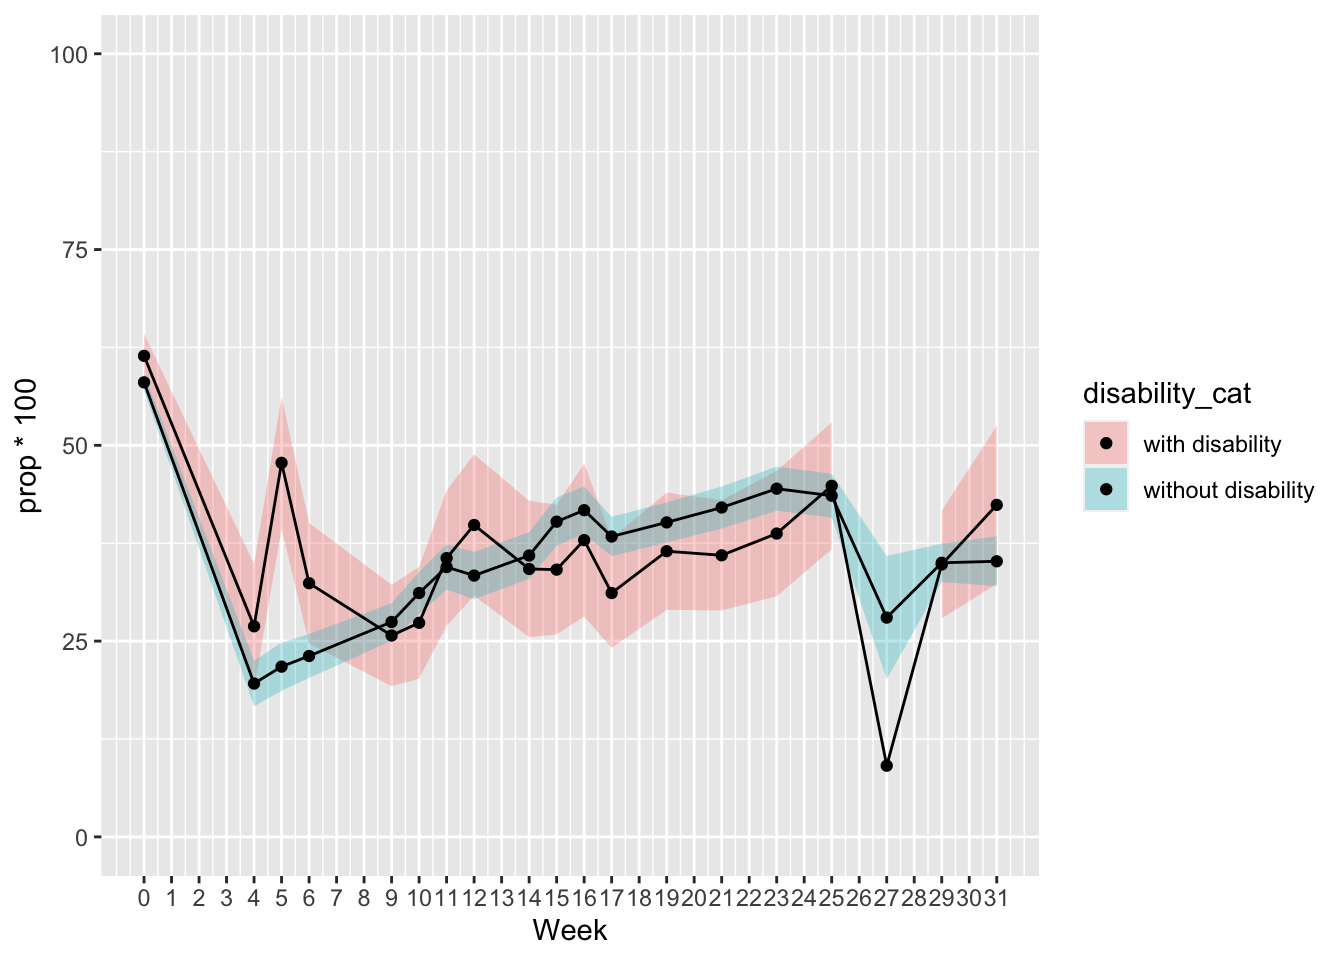 100
75
50
25
0
prop * 100
0 1 2 3 4 5 6 7 8 9 10 11 12 13 14 15 16 17 18 19 20 21 22 23 24 25 26 27 28 29 30 31
Week
disability_cat
with disability
without disability